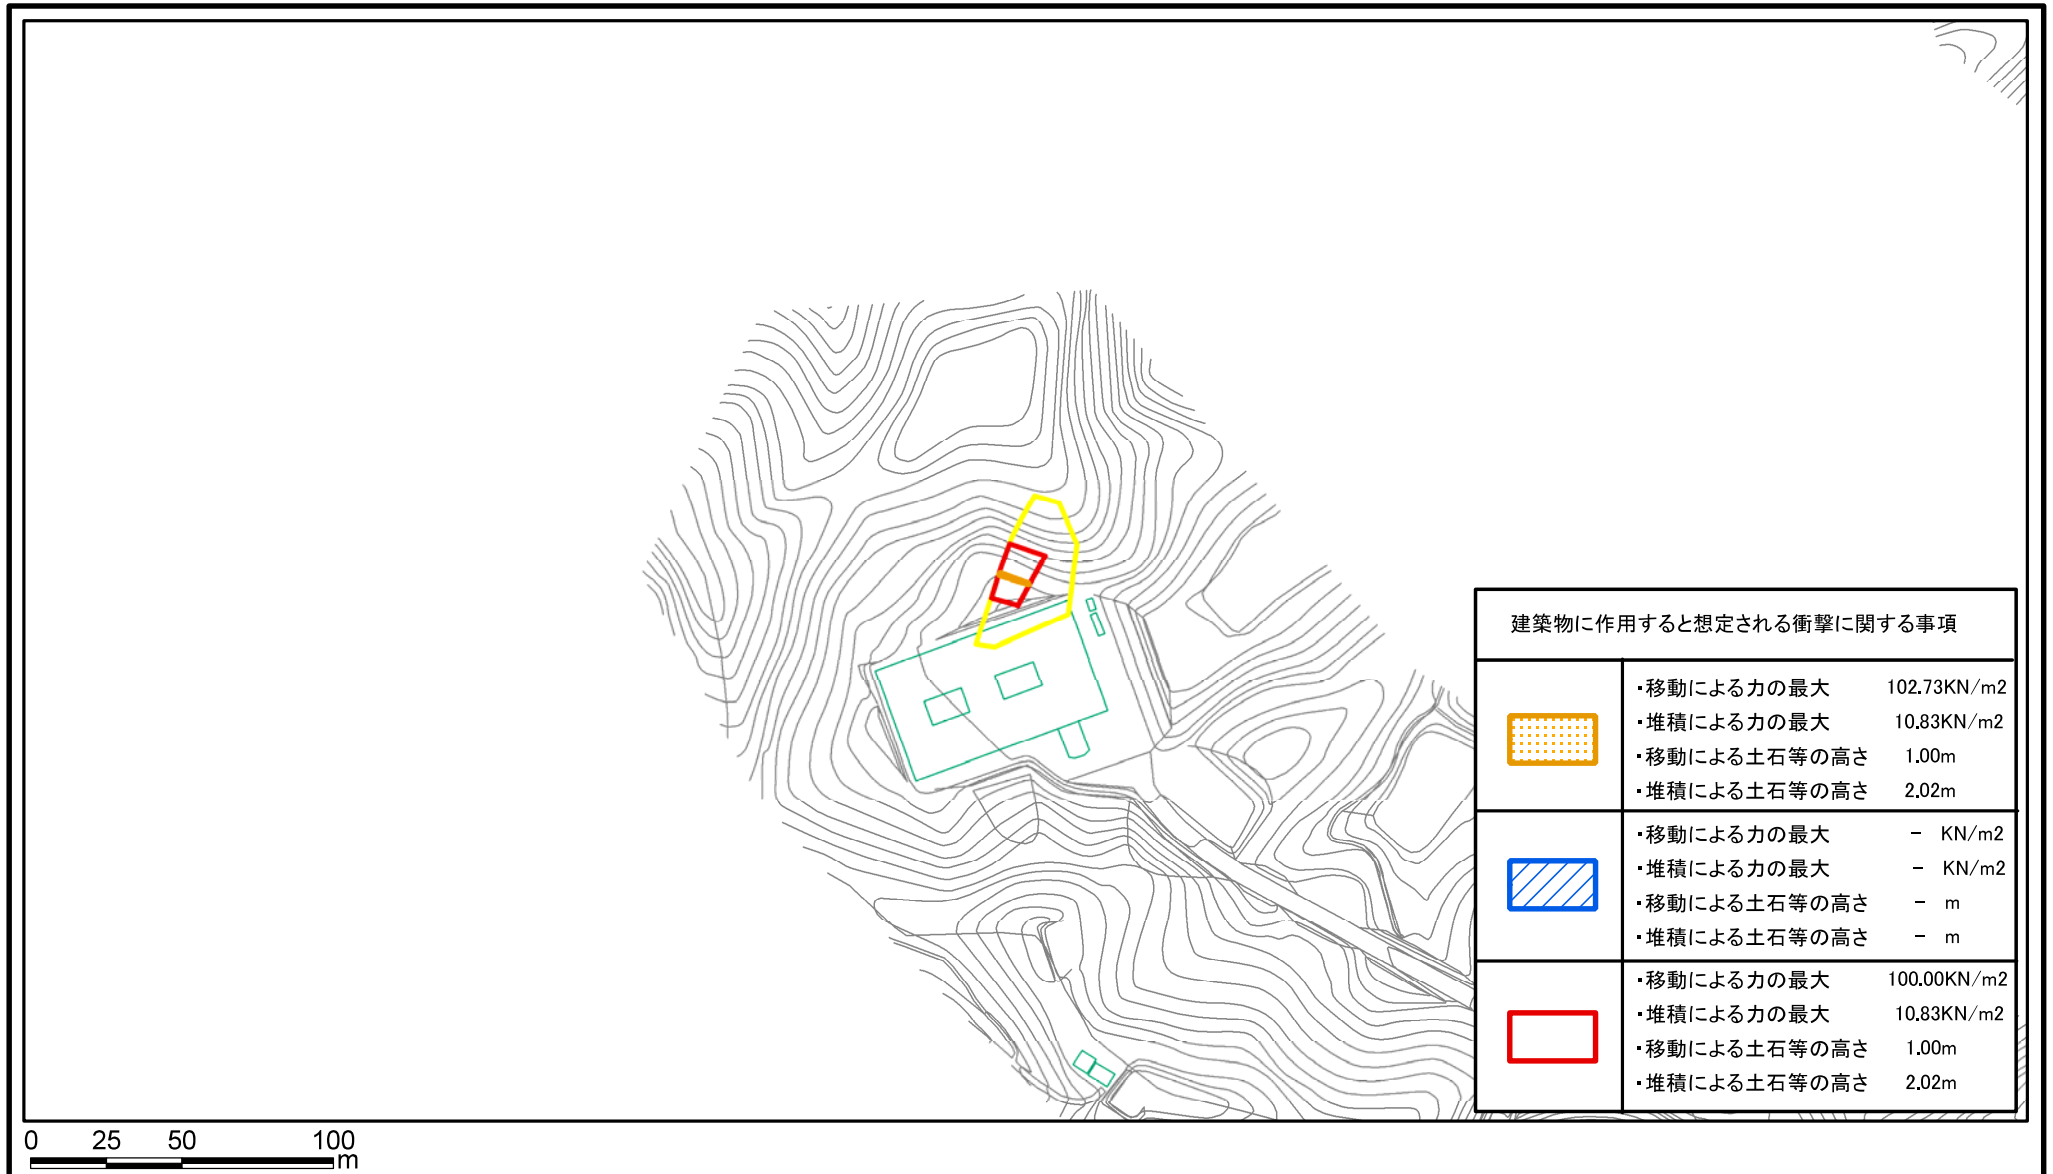 建築物に作用すると想定される衝撃に関する事項
・移動による力の最大 102.73KN/m2
・堆積による力の最大 10.83KN/m2
・移動による土石等の高さ 1.00m
・堆積による土石等の高さ 2.02m
・移動による力の最大 - KN/m2
・堆積による力の最大 - KN/m2
・移動による土石等の高さ - m
・堆積による土石等の高さ - m
・移動による力の最大 100.00KN/m2
・堆積による力の最大 10.83KN/m2
・移動による土石等の高さ 1.00m
・堆積による土石等の高さ 2.02m
0 25 50 100
m